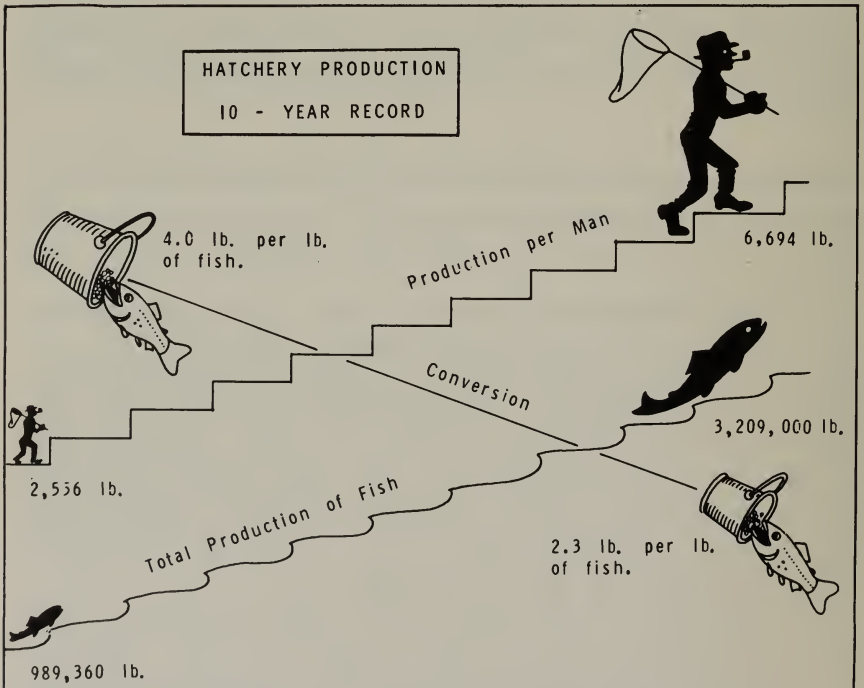 HATCHERY PRODUCTION
10 - YEAR RECORD
4.0 lb. per lb.
of fish.
Production per Man
6,694 lb.
Conversion
3,209,000 lb.
2,556 lb.
Total Production of Fish
2.3 lb. per lb.
of fish.
989,360 lb.